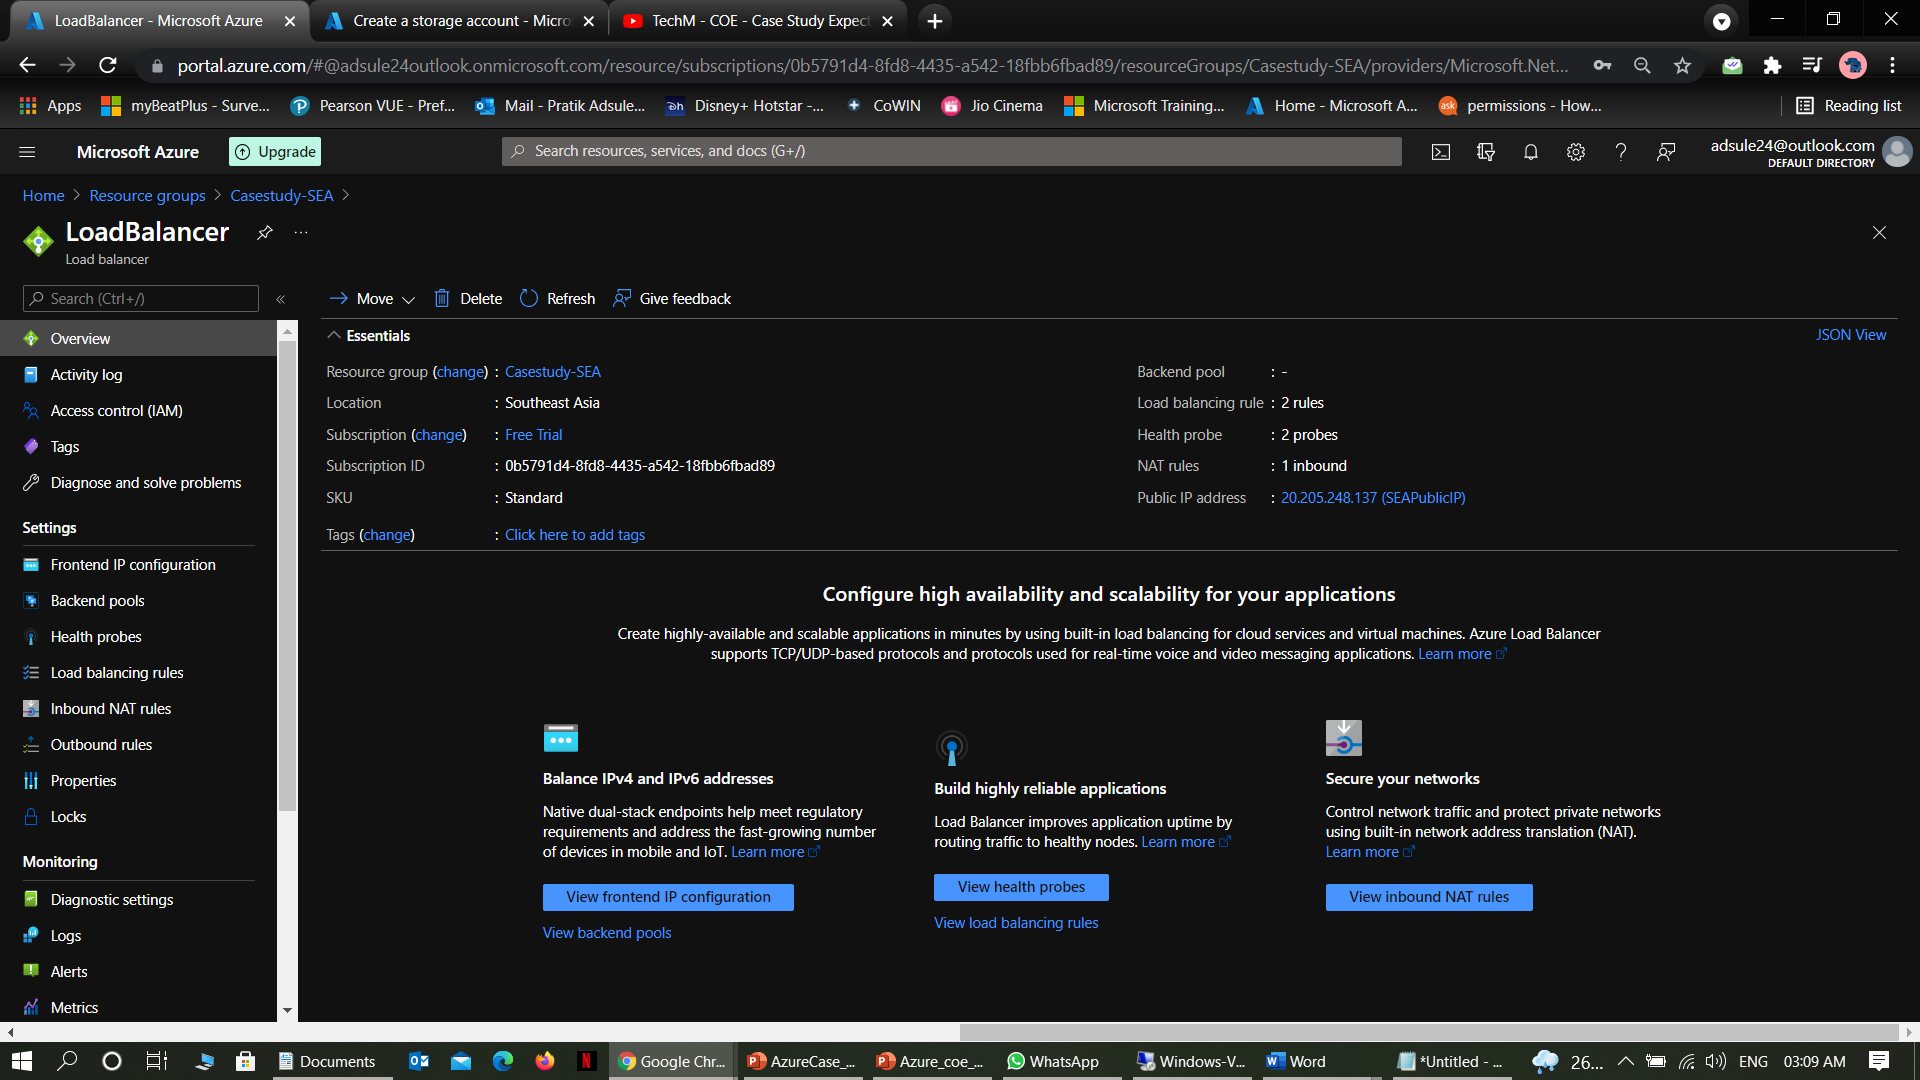 LoadBalancer - Microsoft Azure
Create a storage account - Micro
TechM - COE - Case Study Expect
portal.azure.com/#@adsule24outlook.onmicrosoft.com/resource/subscriptions/0b5791d4-8fd8-4435-a542-18fbb6fbad89/resourceGroups/Casestudy-SEA/providers/Microsoft.Net...
Apps
myBeatPlus - Surve...
Pearson VUE - Pref...
Mail - Pratik Adsule...
Disney+ Hotstar -...
CoWIN
Jio Cinema
Microsoft Training...
Home - Microsoft A...
ask
permissions - How...
Reading list
Microsoft Azure
Upgrade
Search resources, services, and docs (G+/)
adsule24@outlook.com
DEFAULT DIRECTORY
Home > Resource groups > Casestudy-SEA >
LoadBalancer
Load balancer
Search (Ctrl+/)
Move
Delete
Refresh
Give feedback
Overview
Activity log
Access control (IAM)
Tags
Diagnose and solve problems
Settings
Frontend IP configuration
Backend pools
Health probes
Load balancing rules
Inbound NAT rules
Outbound rules
Properties
Locks
Monitoring
Diagnostic settings
Logs
Alerts
Metrics
Essentials
JSON View
Resource group (change) : Casestudy-SEA
Location : Southeast Asia
Subscription (change) : Free Trial
Subscription ID : 0b5791d4-8fd8-4435-a542-18fbb6fbad89
SKU : Standard
Tags (change) : Click here to add tags
Backend pool : -
Load balancing rule : 2 rules
Health probe : 2 probes
NAT rules : 1 inbound
Public IP address : 20.205.248.137 (SEAPublicIP)
Configure high availability and scalability for your applications
Create highly-available and scalable applications in minutes by using built-in load balancing for cloud services and virtual machines. Azure Load Balancer
supports TCP/UDP-based protocols and protocols used for real-time voice and video messaging applications. Learn more
Balance IPv4 and IPv6 addresses
Native dual-stack endpoints help meet regulatory
requirements and address the fast-growing number
of devices in mobile and IoT. Learn more
View frontend IP configuration
View backend pools
Build highly reliable applications
Load Balancer improves application uptime by
routing traffic to healthy nodes. Learn more
View health probes
View load balancing rules
Secure your networks
Control network traffic and protect private networks
using built-in network address translation (NAT).
Learn more
View inbound NAT rules
Documents
Google Chr...
AzureCase_...
Azure_coe_...
WhatsApp
Windows-V...
Word
*Untitled - ...
26...
ENG
03:09 AM